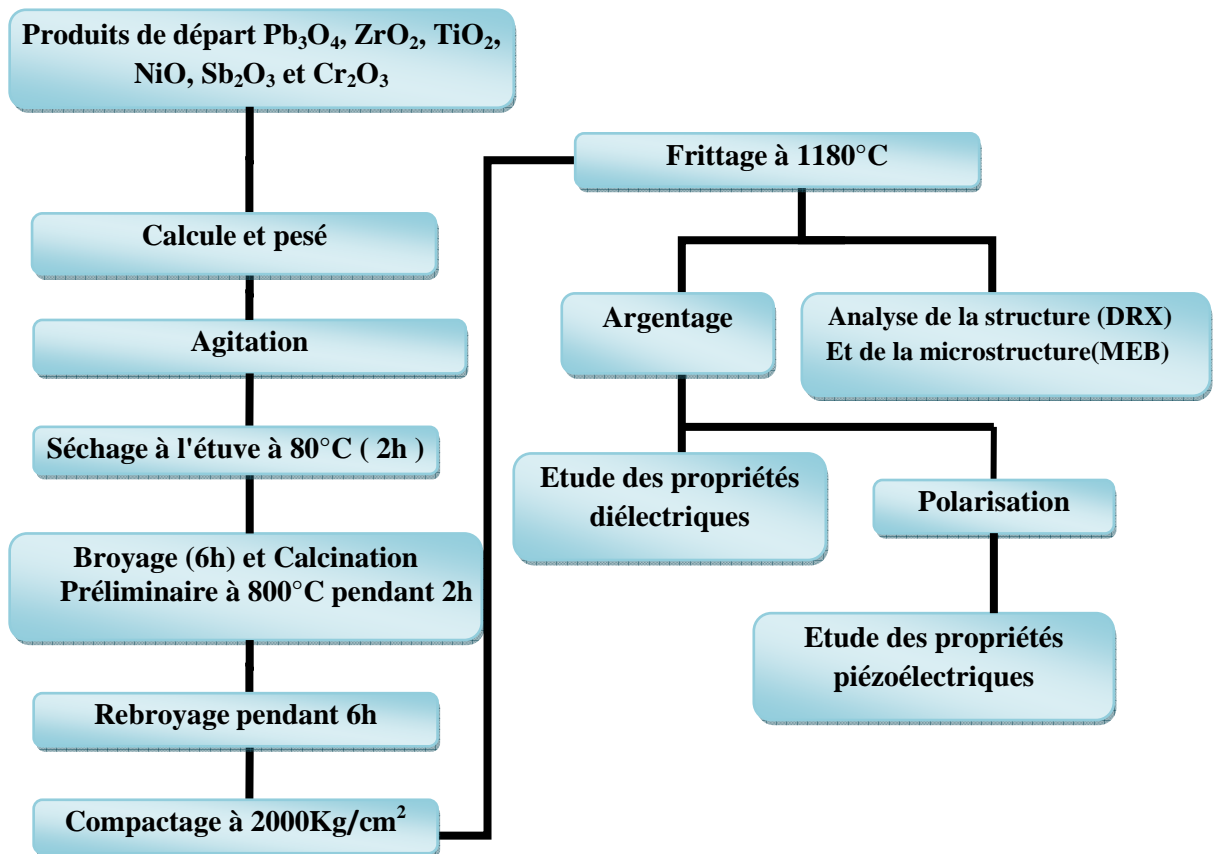 Produits de départ Pb₃O₄, ZrO₂, TiO₂,
NiO, Sb₂O₃ et Cr₂O₃
Calcule et pesé
Agitation
Séchage à l'étuve à 80°C ( 2h )
Broyage (6h) et Calcination
Préliminaire à 800°C pendant 2h
Rebroyage pendant 6h
Compactage à 2000Kg/cm²
Frittage à 1180°C
Argentage
Analyse de la structure (DRX)
Et de la microstructure(MEB)
Etude des propriétés
diélectriques
Polarisation
Etude des propriétés
piézoélectriques